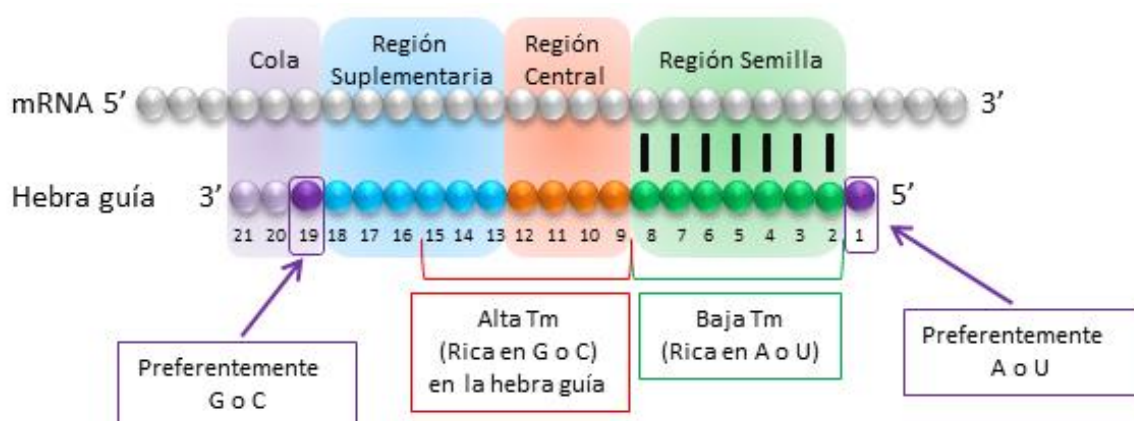 Cola
Región
Suplementaria
Región
Central
Región Semilla
mRNA 5’
3’
Hebra guía 3’
5’
21 20 19 18 17 16 15 14 13 12 11 10 9 8 7 6 5 4 3 2 1
Preferentemente
G o C
Alta Tm
(Rica en G o C)
en la hebra guía
Baja Tm
(Rica en A o U)
Preferentemente
A o U